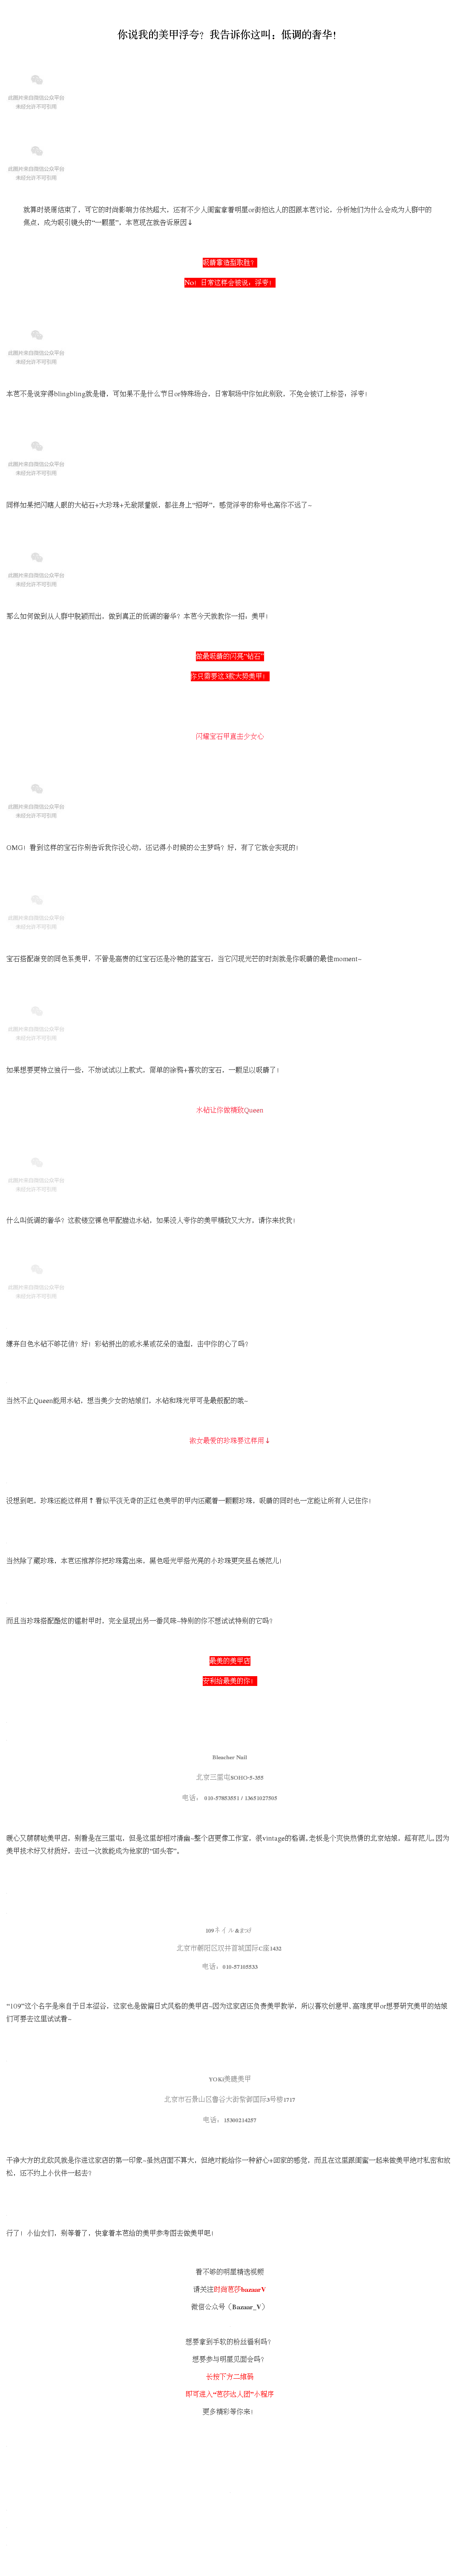 你说我的美甲浮夸？我告诉你这叫：低调的奢华！
此图片来自微信公众平台
未经允许不可引用
此图片来自微信公众平台
未经允许不可引用
就算时装周结束了，可它的时尚影响力依然超大，还有不少人闺蜜拿着明星or街拍达人的图跟本芭讨论，分析她们为什么会成为人群中的
亮点，成为吸引镜头的“一颗星”，本芭现在就告诉原因↓
吸睛靠造型取胜？
No！日常这样会被说：浮夸！
此图片来自微信公众平台
未经允许不可引用
本芭不是说穿得blingbling就是错，可如果不是什么节日or特殊场合，日常职场中你如此别致，不免会被订上标签：浮夸！
此图片来自微信公众平台
未经允许不可引用
同样如果把闪瞎人眼的大钻石+大珍珠+无敌限量版，都往身上“招呼”，感觉浮夸的称号也离你不远了~
此图片来自微信公众平台
未经允许不可引用
那么如何做到从人群中脱颖而出，做到真正的低调的奢华？本芭今天就教你一招：美甲！
做最吸睛的闪亮“钻石”
你只需要这3款大势美甲！
闪耀宝石甲直击少女心
此图片来自微信公众平台
未经允许不可引用
OMG！看到这样的宝石你别告诉我你没心动，还记得小时候的公主梦吗？好，有了它就会实现的！
此图片来自微信公众平台
未经允许不可引用
宝石搭配渐变的同色系美甲，不管是高贵的红宝石还是冷艳的蓝宝石，当它闪现光芒的时刻就是你吸睛的最佳moment~
此图片来自微信公众平台
未经允许不可引用
如果想要更特立独行一些，不妨试试以上款式。简单的涂鸦+喜欢的宝石，一颗足以吸睛了！
水钻让你做精致Queen
此图片来自微信公众平台
未经允许不可引用
什么叫低调的奢华？这款镂空裸色甲配撒边水钻，如果没人夸你的美甲精致又大方，请你来找我！
此图片来自微信公众平台
未经允许不可引用
嫌弃白色水钻不够花俏？好！彩钻拼出的或水果或花朵的造型，击中你的心了吗？
当然不止Queen能用水钻，想当美少女的姑娘们，水钻和珠光甲可是最般配的哦~
淑女最爱的珍珠要这样用↓
没想到吧，珍珠还能这样用↑看似平淡无奇的正红色美甲的甲内还藏着一颗颗珍珠，吸睛的同时也一定能让所有人记住你！
当然除了藏珍珠，本芭还推荐你把珍珠露出来，黑色哑光甲搭光亮的小珍珠更突显名媛范儿！
而且当珍珠搭配酷炫的镭射甲时，完全呈现出另一番风味~特别的你不想试试特别的它吗？
最美的美甲店
安利给最美的你！
Bleacher Nail
北京三里屯SOHO-5-355
电话： 010-57853551 / 13651027505
暖心又萌萌哒美甲店，别看是在三里屯，但是这里却相对清幽~整个店更像工作室，很vintage的格调。老板是个爽快热情的北京姑娘，超有范儿。因为
美甲技术好又材质好，去过一次就能成为他家的“回头客”。
109ネイル&まつげ
北京市朝阳区双井首城国际C座1432
电话：010-57105533
“109”这个名字是来自于日本涩谷，这家也是做偏日式风格的美甲店~因为这家店还负责美甲教学，所以喜欢创意甲、高难度甲or想要研究美甲的姑娘
们可要去这里试试看~
YOKi美睫美甲
北京市石景山区鲁谷大街紫御国际3号楼1717
电话：15300214257
干净大方的北欧风就是你进这家店的第一印象~虽然店面不算大，但绝对能给你一种舒心+回家的感觉，而且在这里跟闺蜜一起来做美甲绝对私密和放
松，还不约上小伙伴一起去？
行了！小仙女们，别等着了，快拿着本芭给的美甲参考图去做美甲吧！
看不够的明星精选视频
请关注时尚芭莎bazaarV
微信公众号（Bazaar_V）
想要拿到手软的粉丝福利吗？
想要参与明星见面会吗？
长按下方二维码
即可进入“芭莎达人团”小程序
更多精彩等你来！